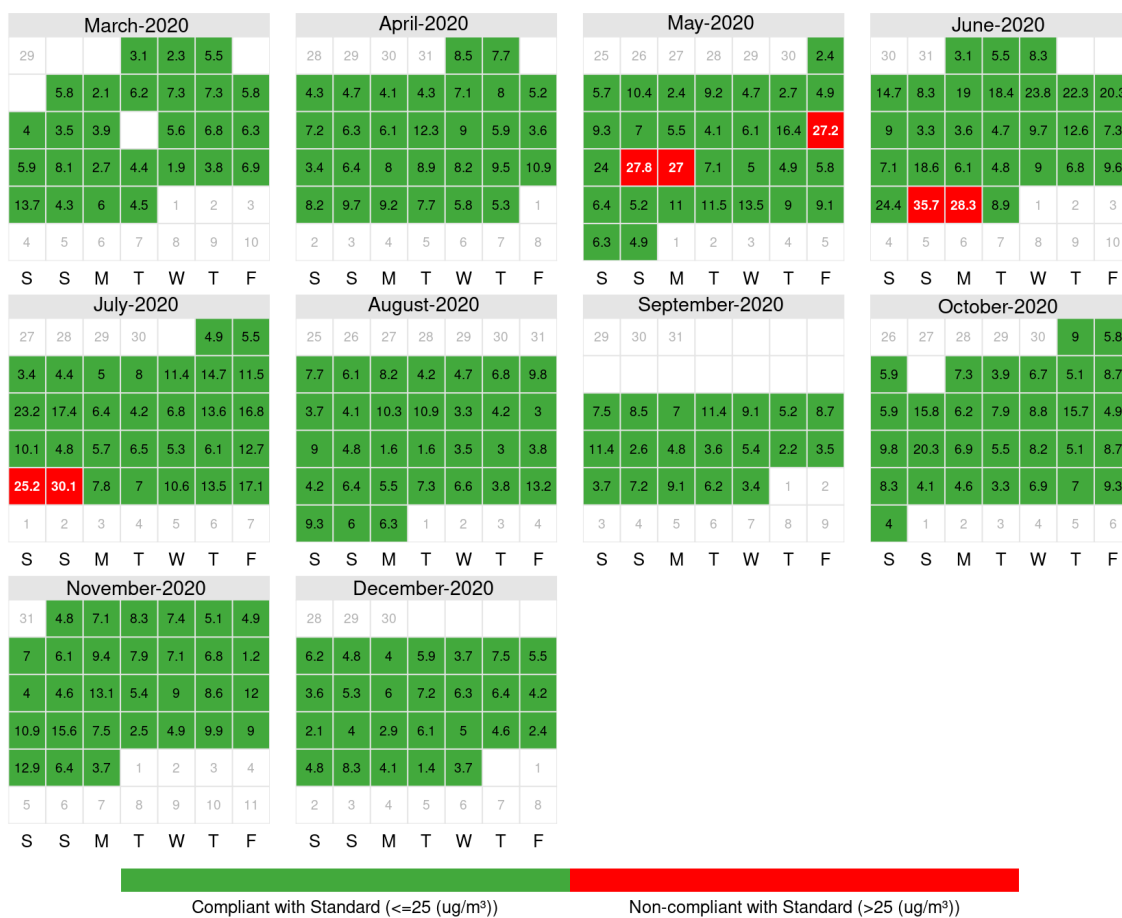 March-2020 April-2020 May-2020 June-2020
29 3.1 2.3 5.5 28 29 30 31 8.5 7.7 25 26 27 28 29 30 2.4 30 31 3.1 5.5 8.3
5.8 2.1 6.2 7.3 7.3 5.8 4.3 4.7 4.1 4.3 7.1 8 5.2 5.7 10.4 2.4 9.2 4.7 2.7 4.9 14.7 8.3 19 18.4 23.8 22.3 20.3
4 3.5 3.9 5.6 6.8 6.3 7.2 6.3 6.1 12.3 9 5.9 3.6 9.3 7 5.5 4.1 6.1 16.4 27.2 9 3.3 3.6 4.7 9.7 12.6 7.3
5.9 8.1 2.7 4.4 1.9 3.8 6.9 3.4 6.4 8 8.9 8.2 9.5 10.9 24 27.8 27 7.1 5 4.9 5.8 7.1 18.6 6.1 4.8 9 6.8 9.6
13.7 4.3 6 4.5 1 2 3 8.2 9.7 9.2 7.7 5.8 5.3 1 6.4 5.2 11 11.5 13.5 9 9.1 24.4 35.7 28.3 8.9 1 2 3
4 5 6 7 8 9 10 2 3 4 5 6 7 8 6.3 4.9 1 2 3 4 5 4 5 6 7 8 9 10
S S M T W T F S S M T W T F S S M T W T F S S M T W T F
July-2020 August-2020 September-2020 October-2020
27 28 29 30 4.9 5.5 25 26 27 28 29 30 31 29 30 31 26 27 28 29 30 9 5.8
3.4 4.4 5 8 11.4 14.7 11.5 7.7 6.1 8.2 4.2 4.7 6.8 9.8 5.9 7.3 3.9 6.7 5.1 8.7
23.2 17.4 6.4 4.2 6.8 13.6 16.8 3.7 4.1 10.3 10.9 3.3 4.2 3 7.5 8.5 7 11.4 9.1 5.2 8.7 5.9 15.8 6.2 7.9 8.8 15.7 4.9
10.1 4.8 5.7 6.5 5.3 6.1 12.7 9 4.8 1.6 1.6 3.5 3 3.8 11.4 2.6 4.8 3.6 5.4 2.2 3.5 9.8 20.3 6.9 5.5 8.2 5.1 8.7
25.2 30.1 7.8 7 10.6 13.5 17.1 4.2 6.4 5.5 7.3 6.6 3.8 13.2 3.7 7.2 9.1 6.2 3.4 1 2 8.3 4.1 4.6 3.3 6.9 7 9.3
1 2 3 4 5 6 7 9.3 6 6.3 1 2 3 4 3 4 5 6 7 8 9 4 1 2 3 4 5 6
S S M T W T F S S M T W T F S S M T W T F S S M T W T F
November-2020 December-2020
31 4.8 7.1 8.3 7.4 5.1 4.9 28 29 30
7 6.1 9.4 7.9 7.1 6.8 1.2 6.2 4.8 4 5.9 3.7 7.5 5.5
4 4.6 13.1 5.4 9 8.6 12 3.6 5.3 6 7.2 6.3 6.4 4.2
10.9 15.6 7.5 2.5 4.9 9.9 9 2.1 4 2.9 6.1 5 4.6 2.4
12.9 6.4 3.7 1 2 3 4 4.8 8.3 4.1 1.4 3.7 1
5 6 7 8 9 10 11 2 3 4 5 6 7 8
S S M T W T F S S M T W T F
Compliant with Standard (<=25 (ug/m³)) Non-compliant with Standard (>25 (ug/m³))